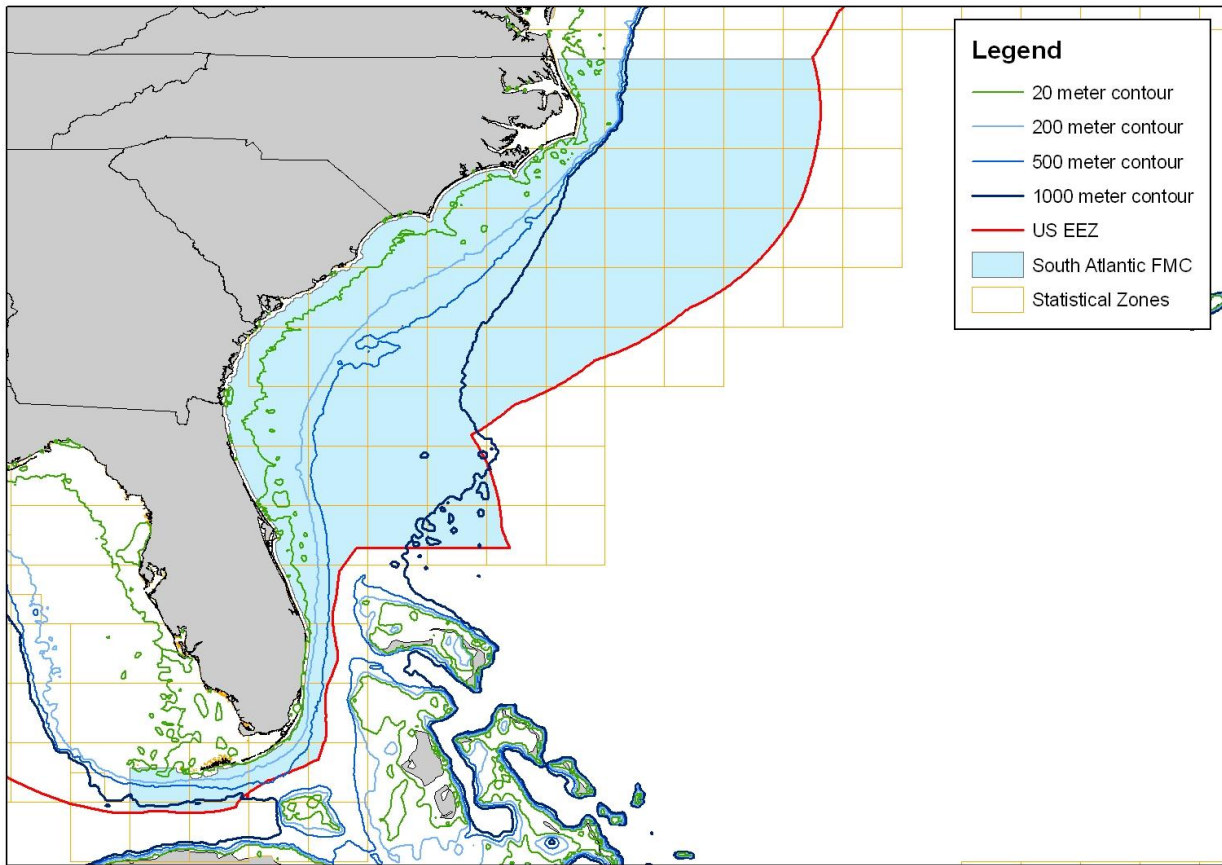 Legend
20 meter contour
200 meter contour
500 meter contour
1000 meter contour
US EEZ
South Atlantic FMC
Statistical Zones